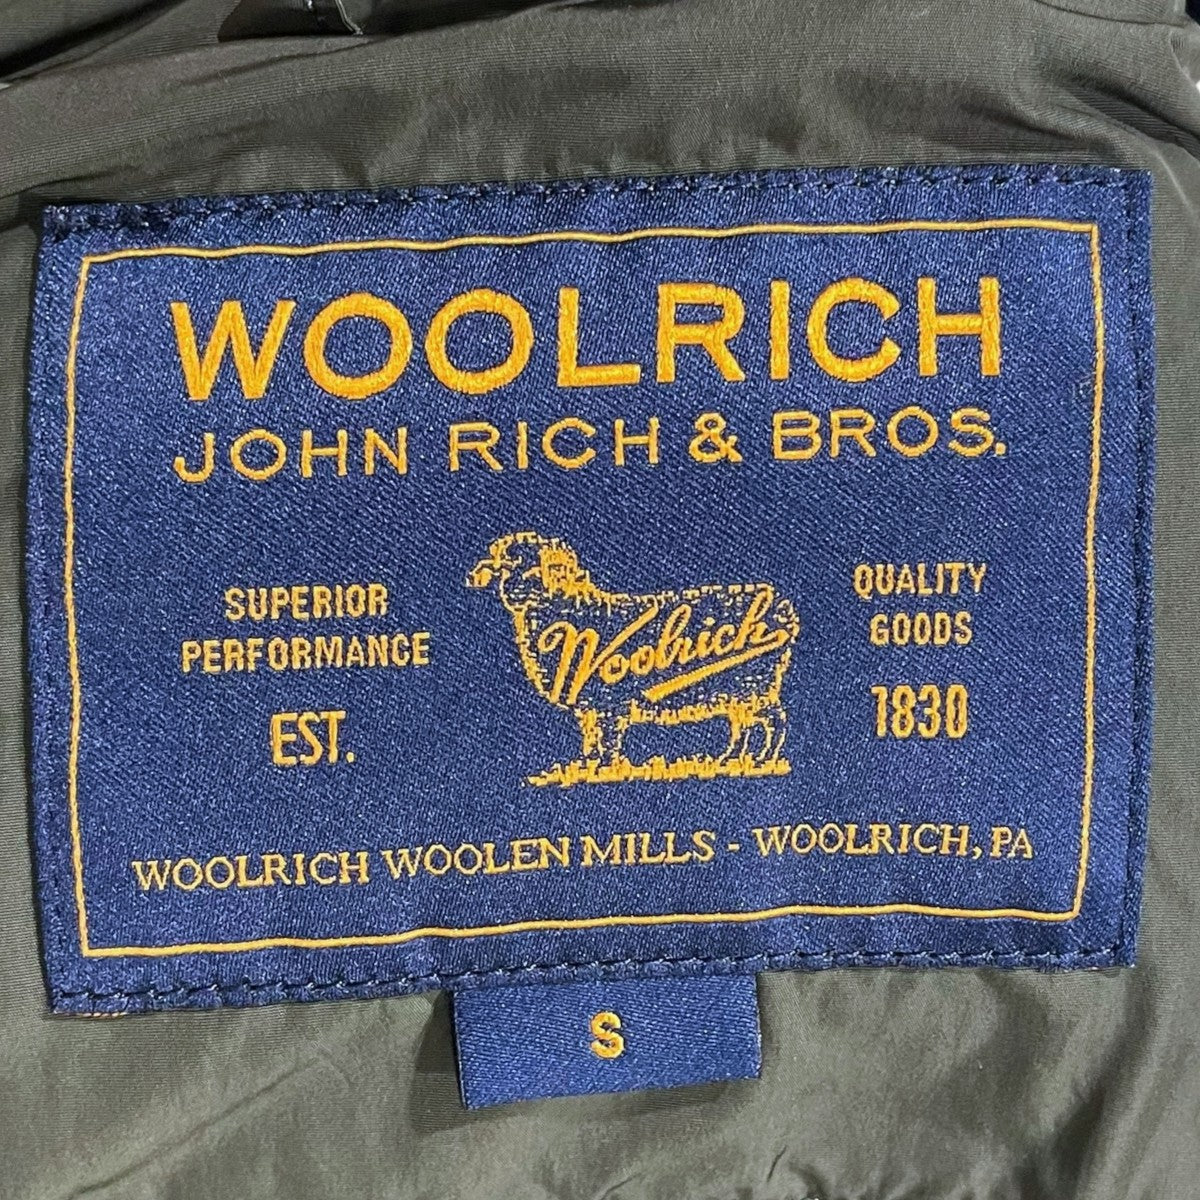 WOOLRICH
JOHN RICH & BROS.
SUPERIOR
PERFORMANCE
EST.
Woolrich
QUALITY
GOODS
1830
WOOLRICH WOOLEN MILLS - WOOLRICH, PA
S